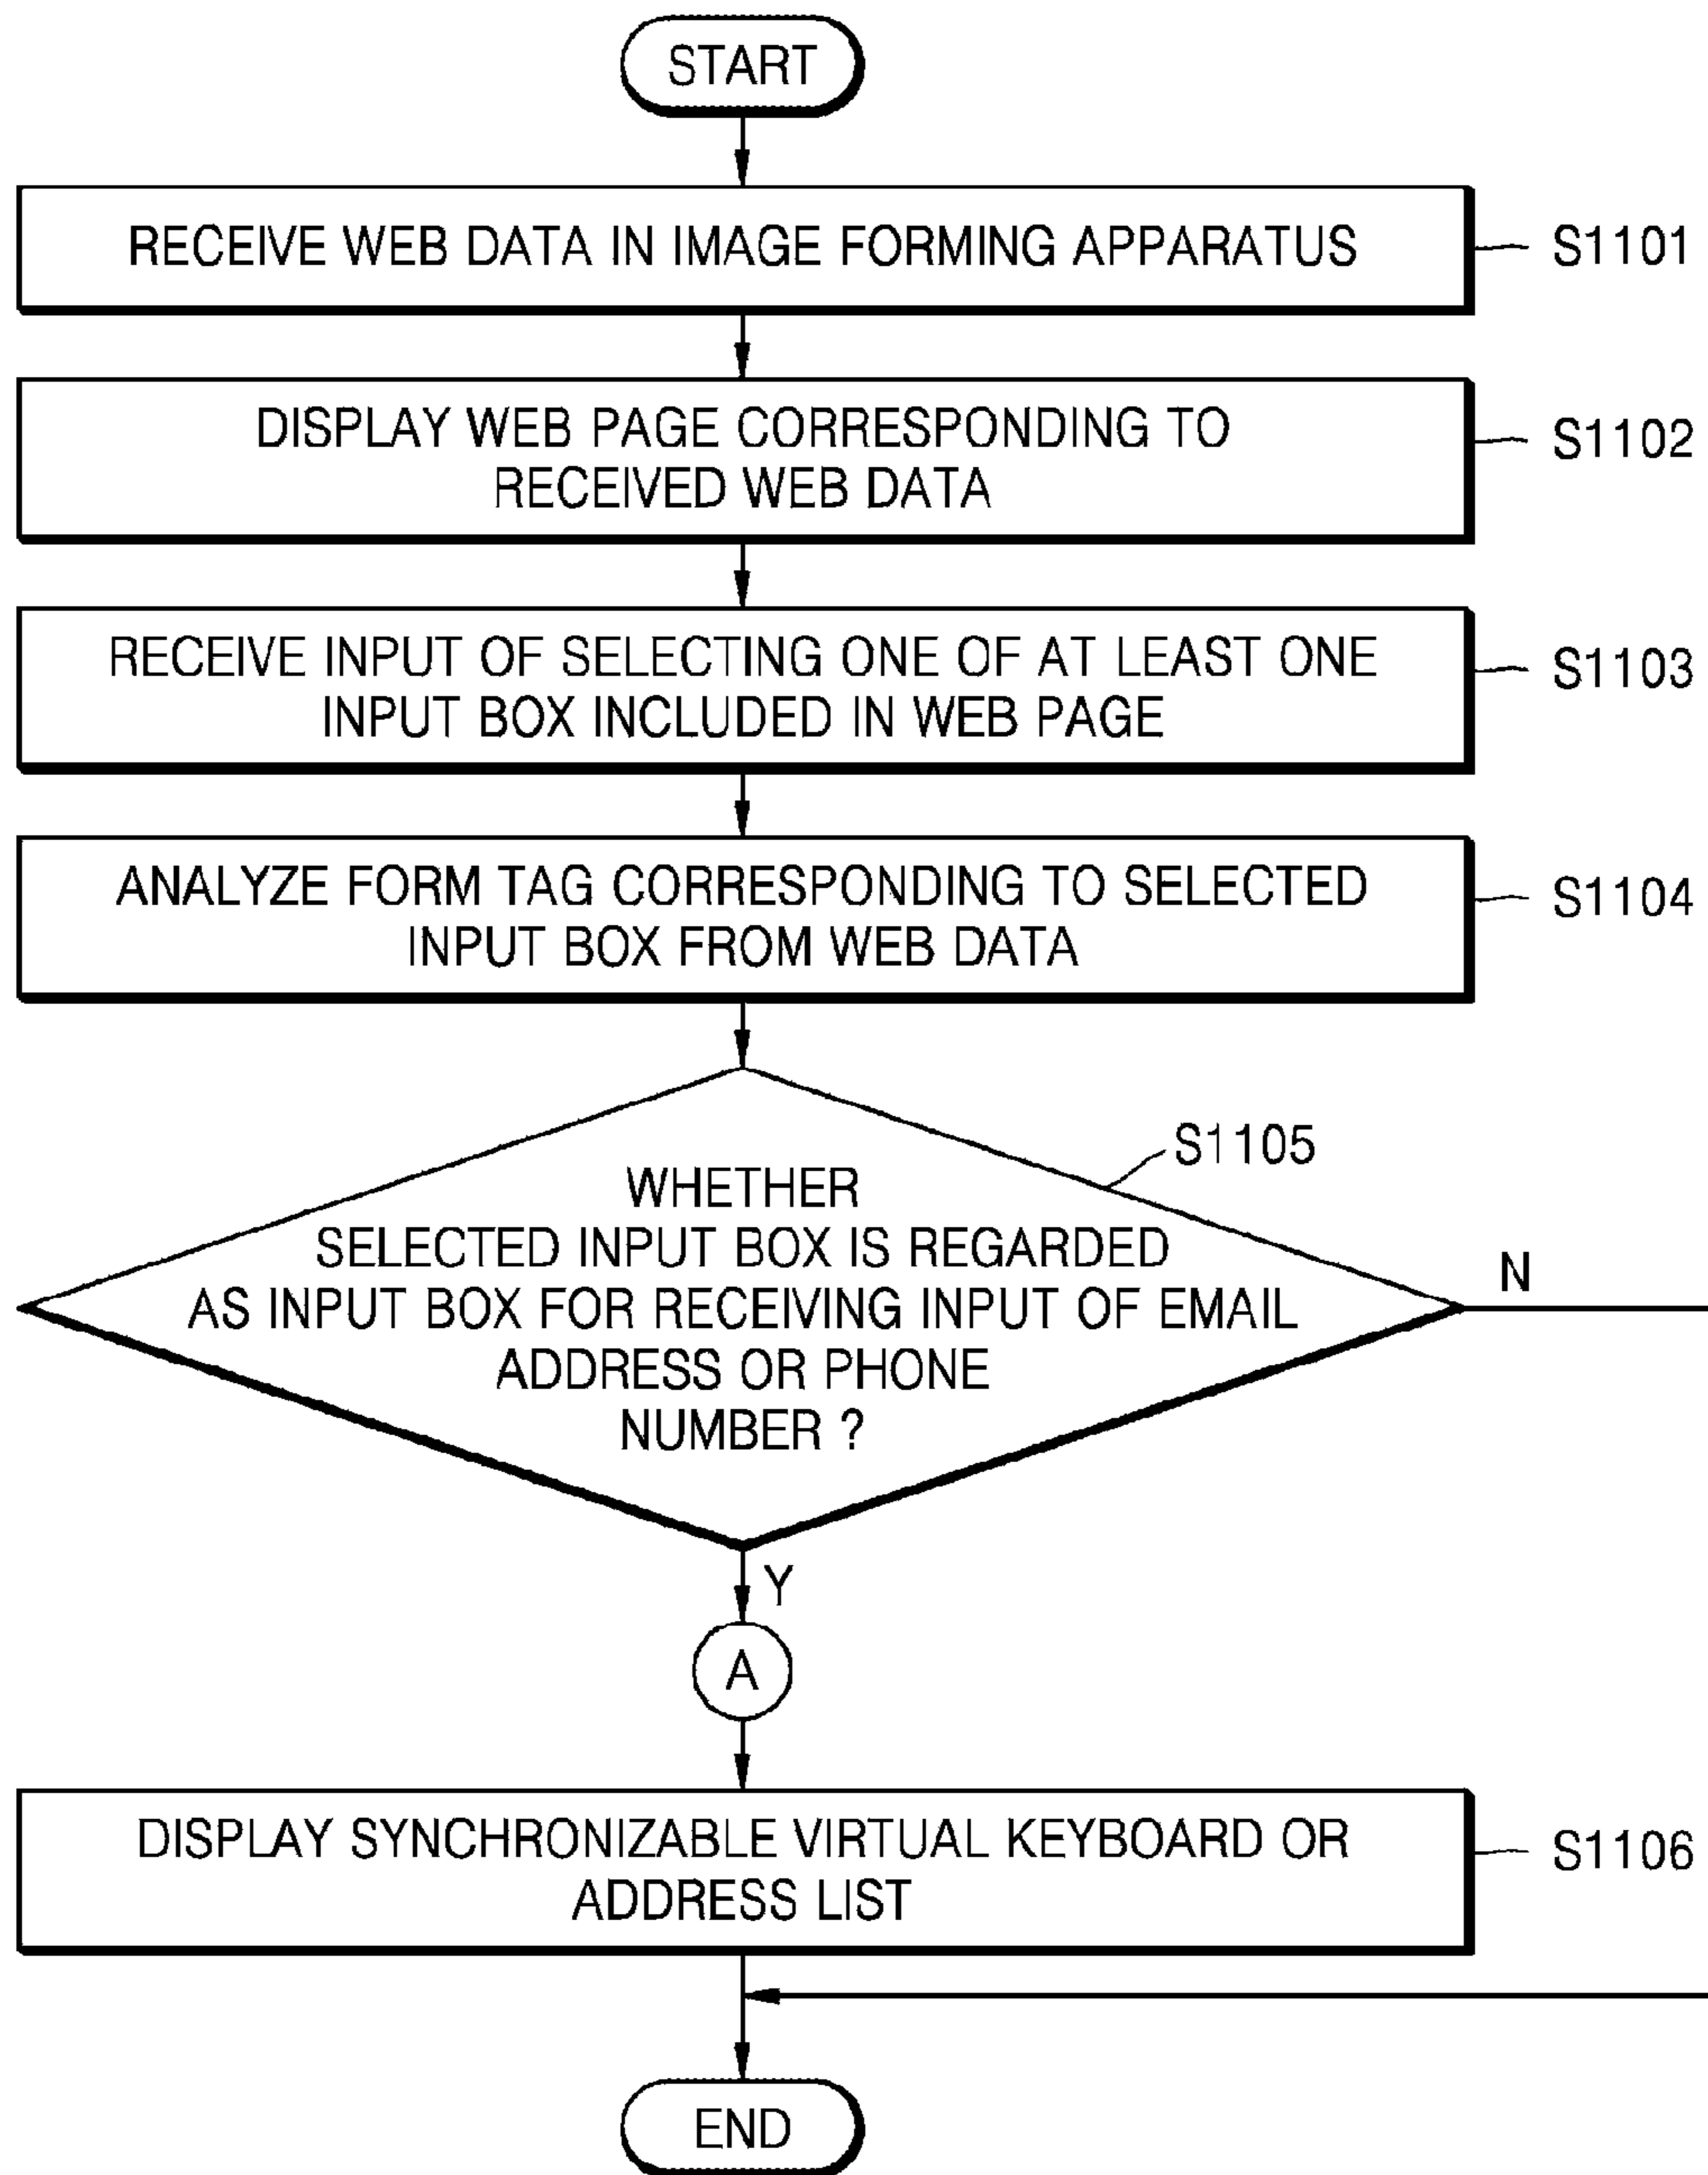 START
RECEIVE WEB DATA IN IMAGE FORMING APPARATUS
S1101
DISPLAY WEB PAGE CORRESPONDING TO
RECEIVED WEB DATA
S1102
RECEIVE INPUT OF SELECTING ONE OF AT LEAST ONE
INPUT BOX INCLUDED IN WEB PAGE
S1103
ANALYZE FORM TAG CORRESPONDING TO SELECTED
INPUT BOX FROM WEB DATA
S1104
S1105
WHETHER
SELECTED INPUT BOX IS REGARDED
AS INPUT BOX FOR RECEIVING INPUT OF EMAIL
ADDRESS OR PHONE
NUMBER ?
N
Y
A
DISPLAY SYNCHRONIZABLE VIRTUAL KEYBOARD OR
ADDRESS LIST
S1106
END